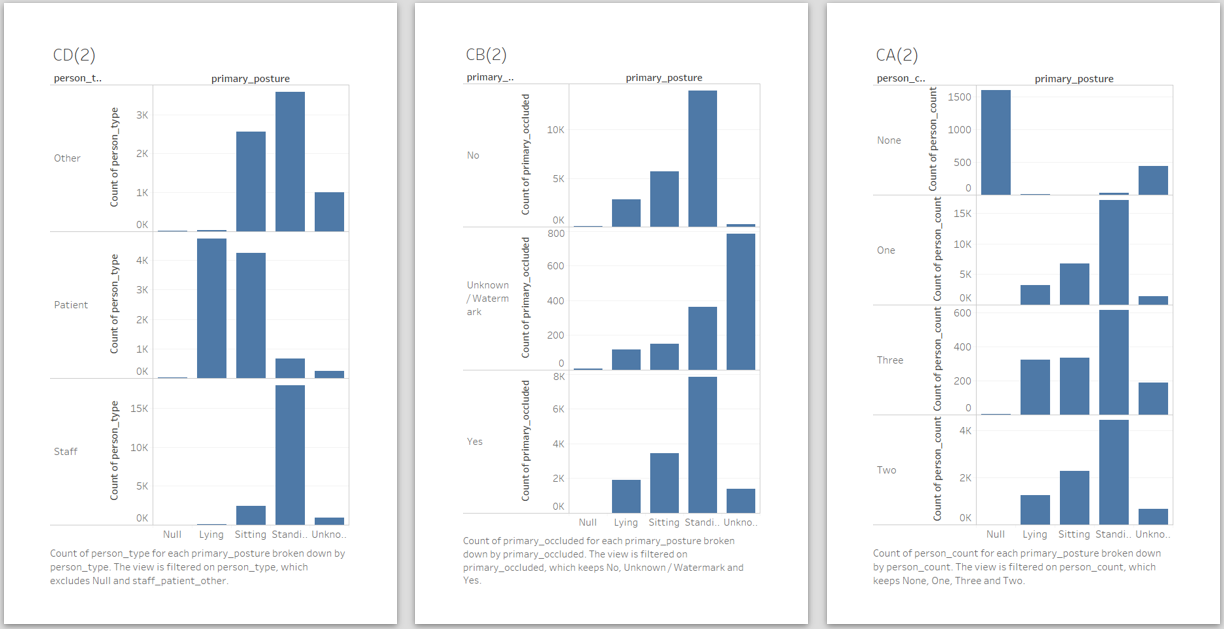 CD(2)
person_t..
primary_posture
Other
Count of person_type
3K
2K
1K
0K
Patient
Count of person_type
4K
3K
2K
1K
0K
Staff
Count of person_type
15K
10K
5K
0K
Null Lying Sitting Standi.. Unkno..
Count of person_type for each primary_posture broken down by
person_type. The view is filtered on person_type, which
excludes Null and staff_patient_other.
CB(2)
primary_..
primary_posture
No
Count of primary_occluded
10K
5K
0K
Unknown
/ Waterm
ark
Count of primary_occluded
800
600
400
200
0
Yes
Count of primary_occluded
8K
6K
4K
2K
0K
Null Lying Sitting Standi.. Unkno..
Count of primary_occluded for each primary_posture broken
down by primary_occluded. The view is filtered on
primary_occluded, which keeps No, Unknown / Watermark and
Yes.
CA(2)
person_c..
primary_posture
None
Count of person_count
1500
1000
500
0
One
Count of person_count
15K
10K
5K
0K
Three
Count of person_count
600
400
200
0
Two
Count of person_count
4K
2K
0K
Null Lying Sitting Standi.. Unkno..
Count of person_count for each primary_posture broken down
by person_count. The view is filtered on person_count, which
keeps None, One, Three and Two.